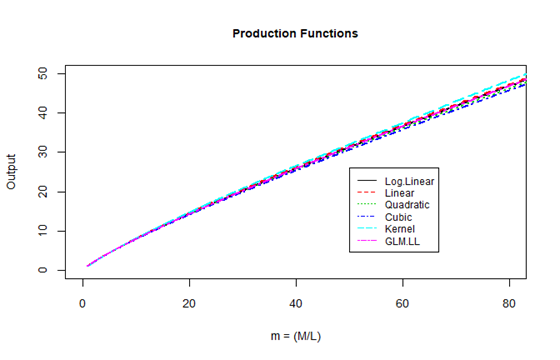 Production Functions
Output
50
40
30
20
10
0
Log.Linear
Linear
Quadratic
Cubic
Kernel
GLM.LL
0 20 40 60 80
m = (M/L)